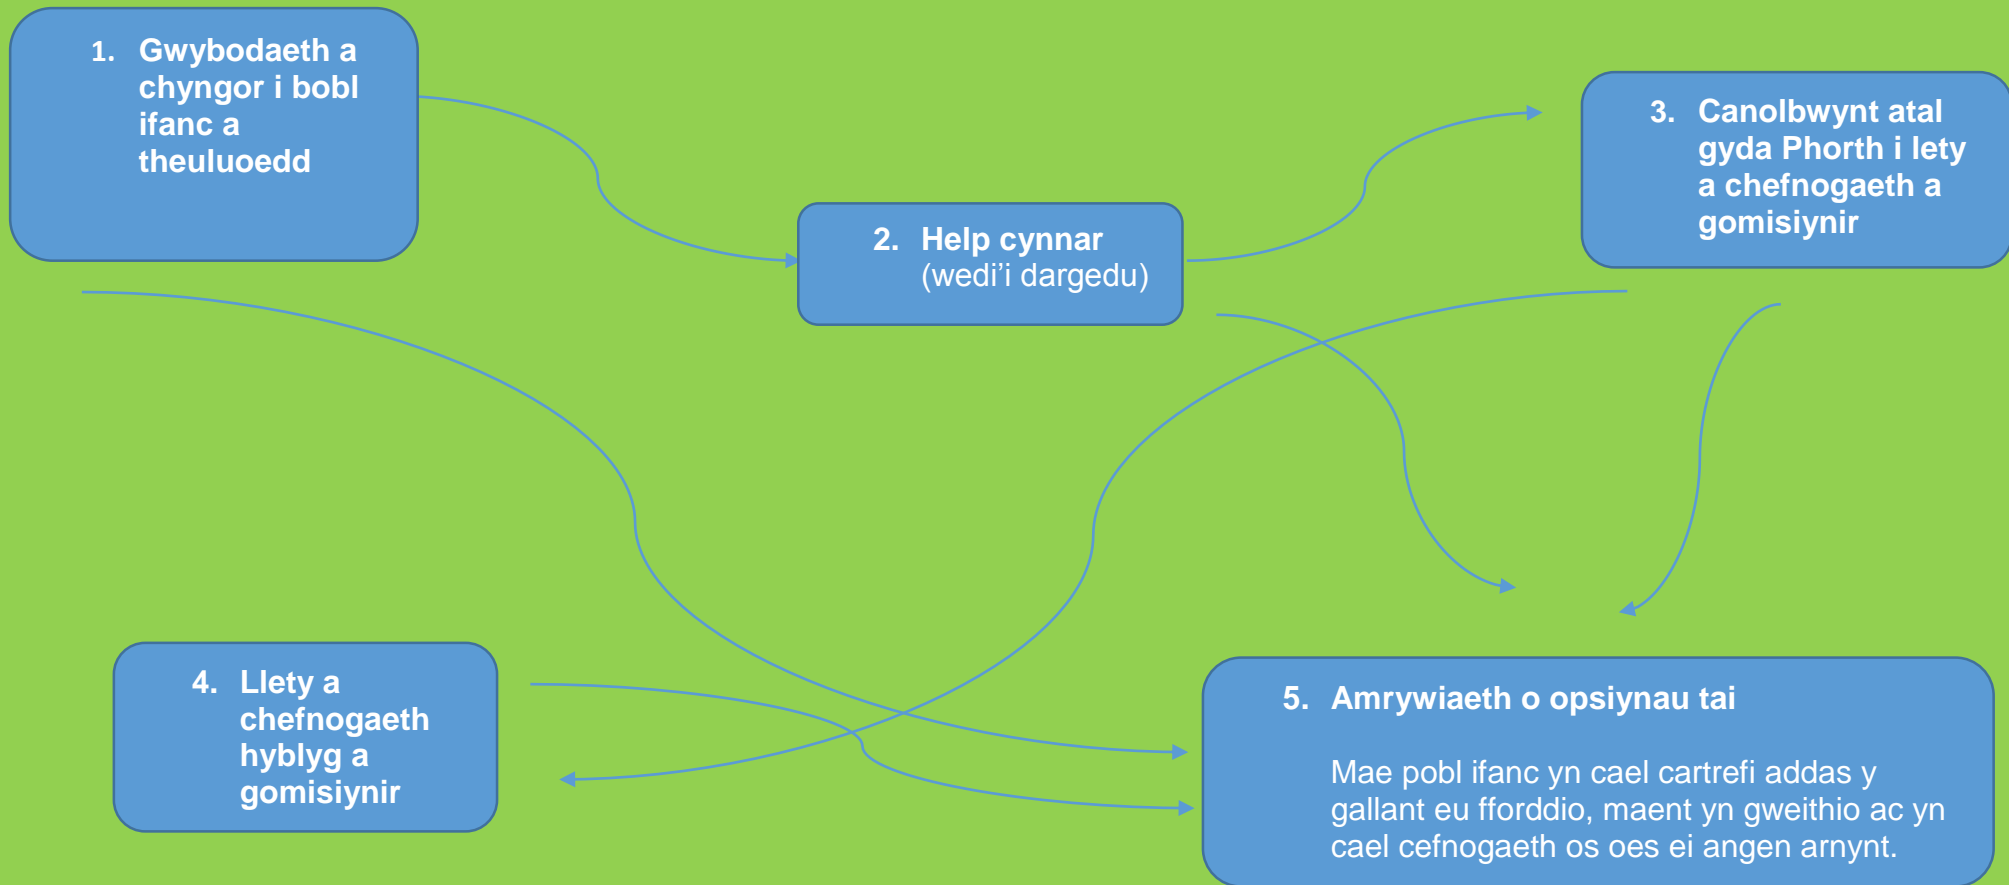 1. Gwybodaeth a
chyngor i bobl
ifanc a
theuluoedd
2. Help cynnar
(wedi'i dargedu)
3. Canolbwynt atal
gyda Phorth i lety
a chefnogaeth a
gomisiynir
4. Llety a
chefnogaeth
hyblyg a
gomisiynir
5. Amrywiaeth o opsiynau tai
Mae pobl ifanc yn cael cartrefi addas y
gallant eu fforddio, maent yn gweithio ac yn
cael cefnogaeth os oes ei angen arnynt.